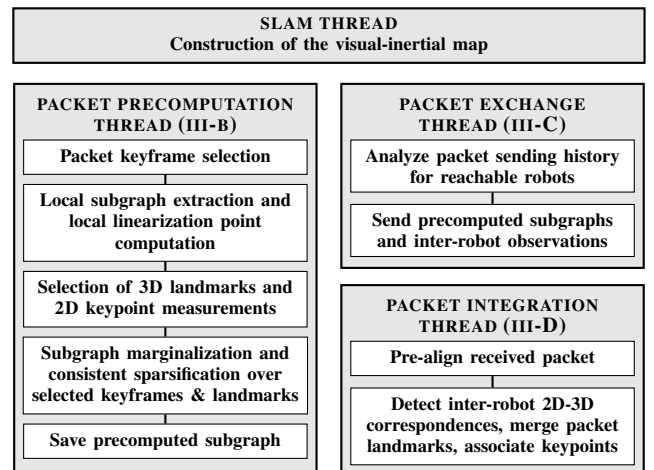 SLAM THREAD
Construction of the visual-inertial map
PACKET PRECOMPUTATION
THREAD (III-B)
Packet keyframe selection
Local subgraph extraction and
local linearization point
computation
Selection of 3D landmarks and
2D keypoint measurements
Subgraph marginalization and
consistent sparsification over
selected keyframes & landmarks
Save precomputed subgraph
PACKET EXCHANGE
THREAD (III-C)
Analyze packet sending history
for reachable robots
Send precomputed subgraphs
and inter-robot observations
PACKET INTEGRATION
THREAD (III-D)
Pre-align received packet
Detect inter-robot 2D-3D
correspondences, merge packet
landmarks, associate keypoints